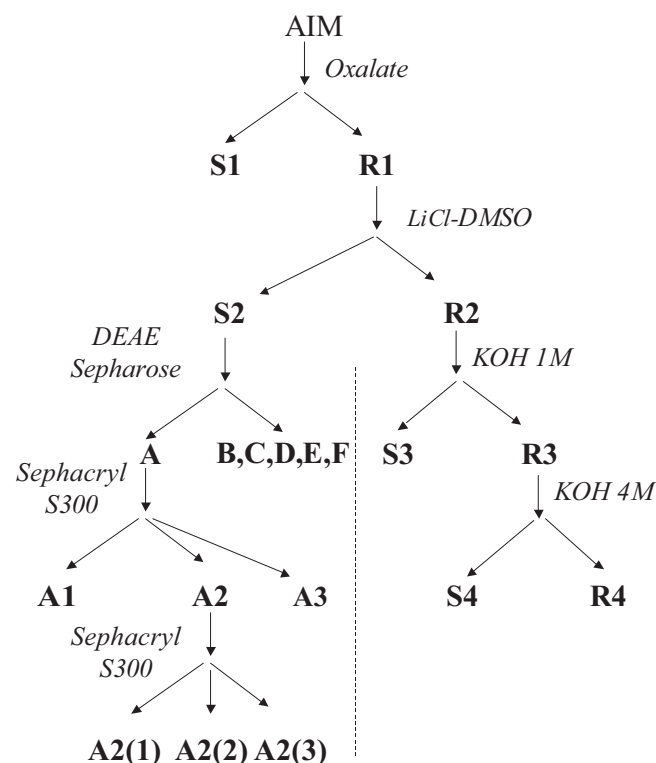 AIM
Oxalate
S1 R1
LiCl-DMSO
S2 R2
DEAE
Sepharose
KOH 1M
A B,C,D,E,F S3 R3
Sephacryl
S300
KOH 4M
A1 A2 A3 S4 R4
Sephacryl
S300
A2(1) A2(2) A2(3)